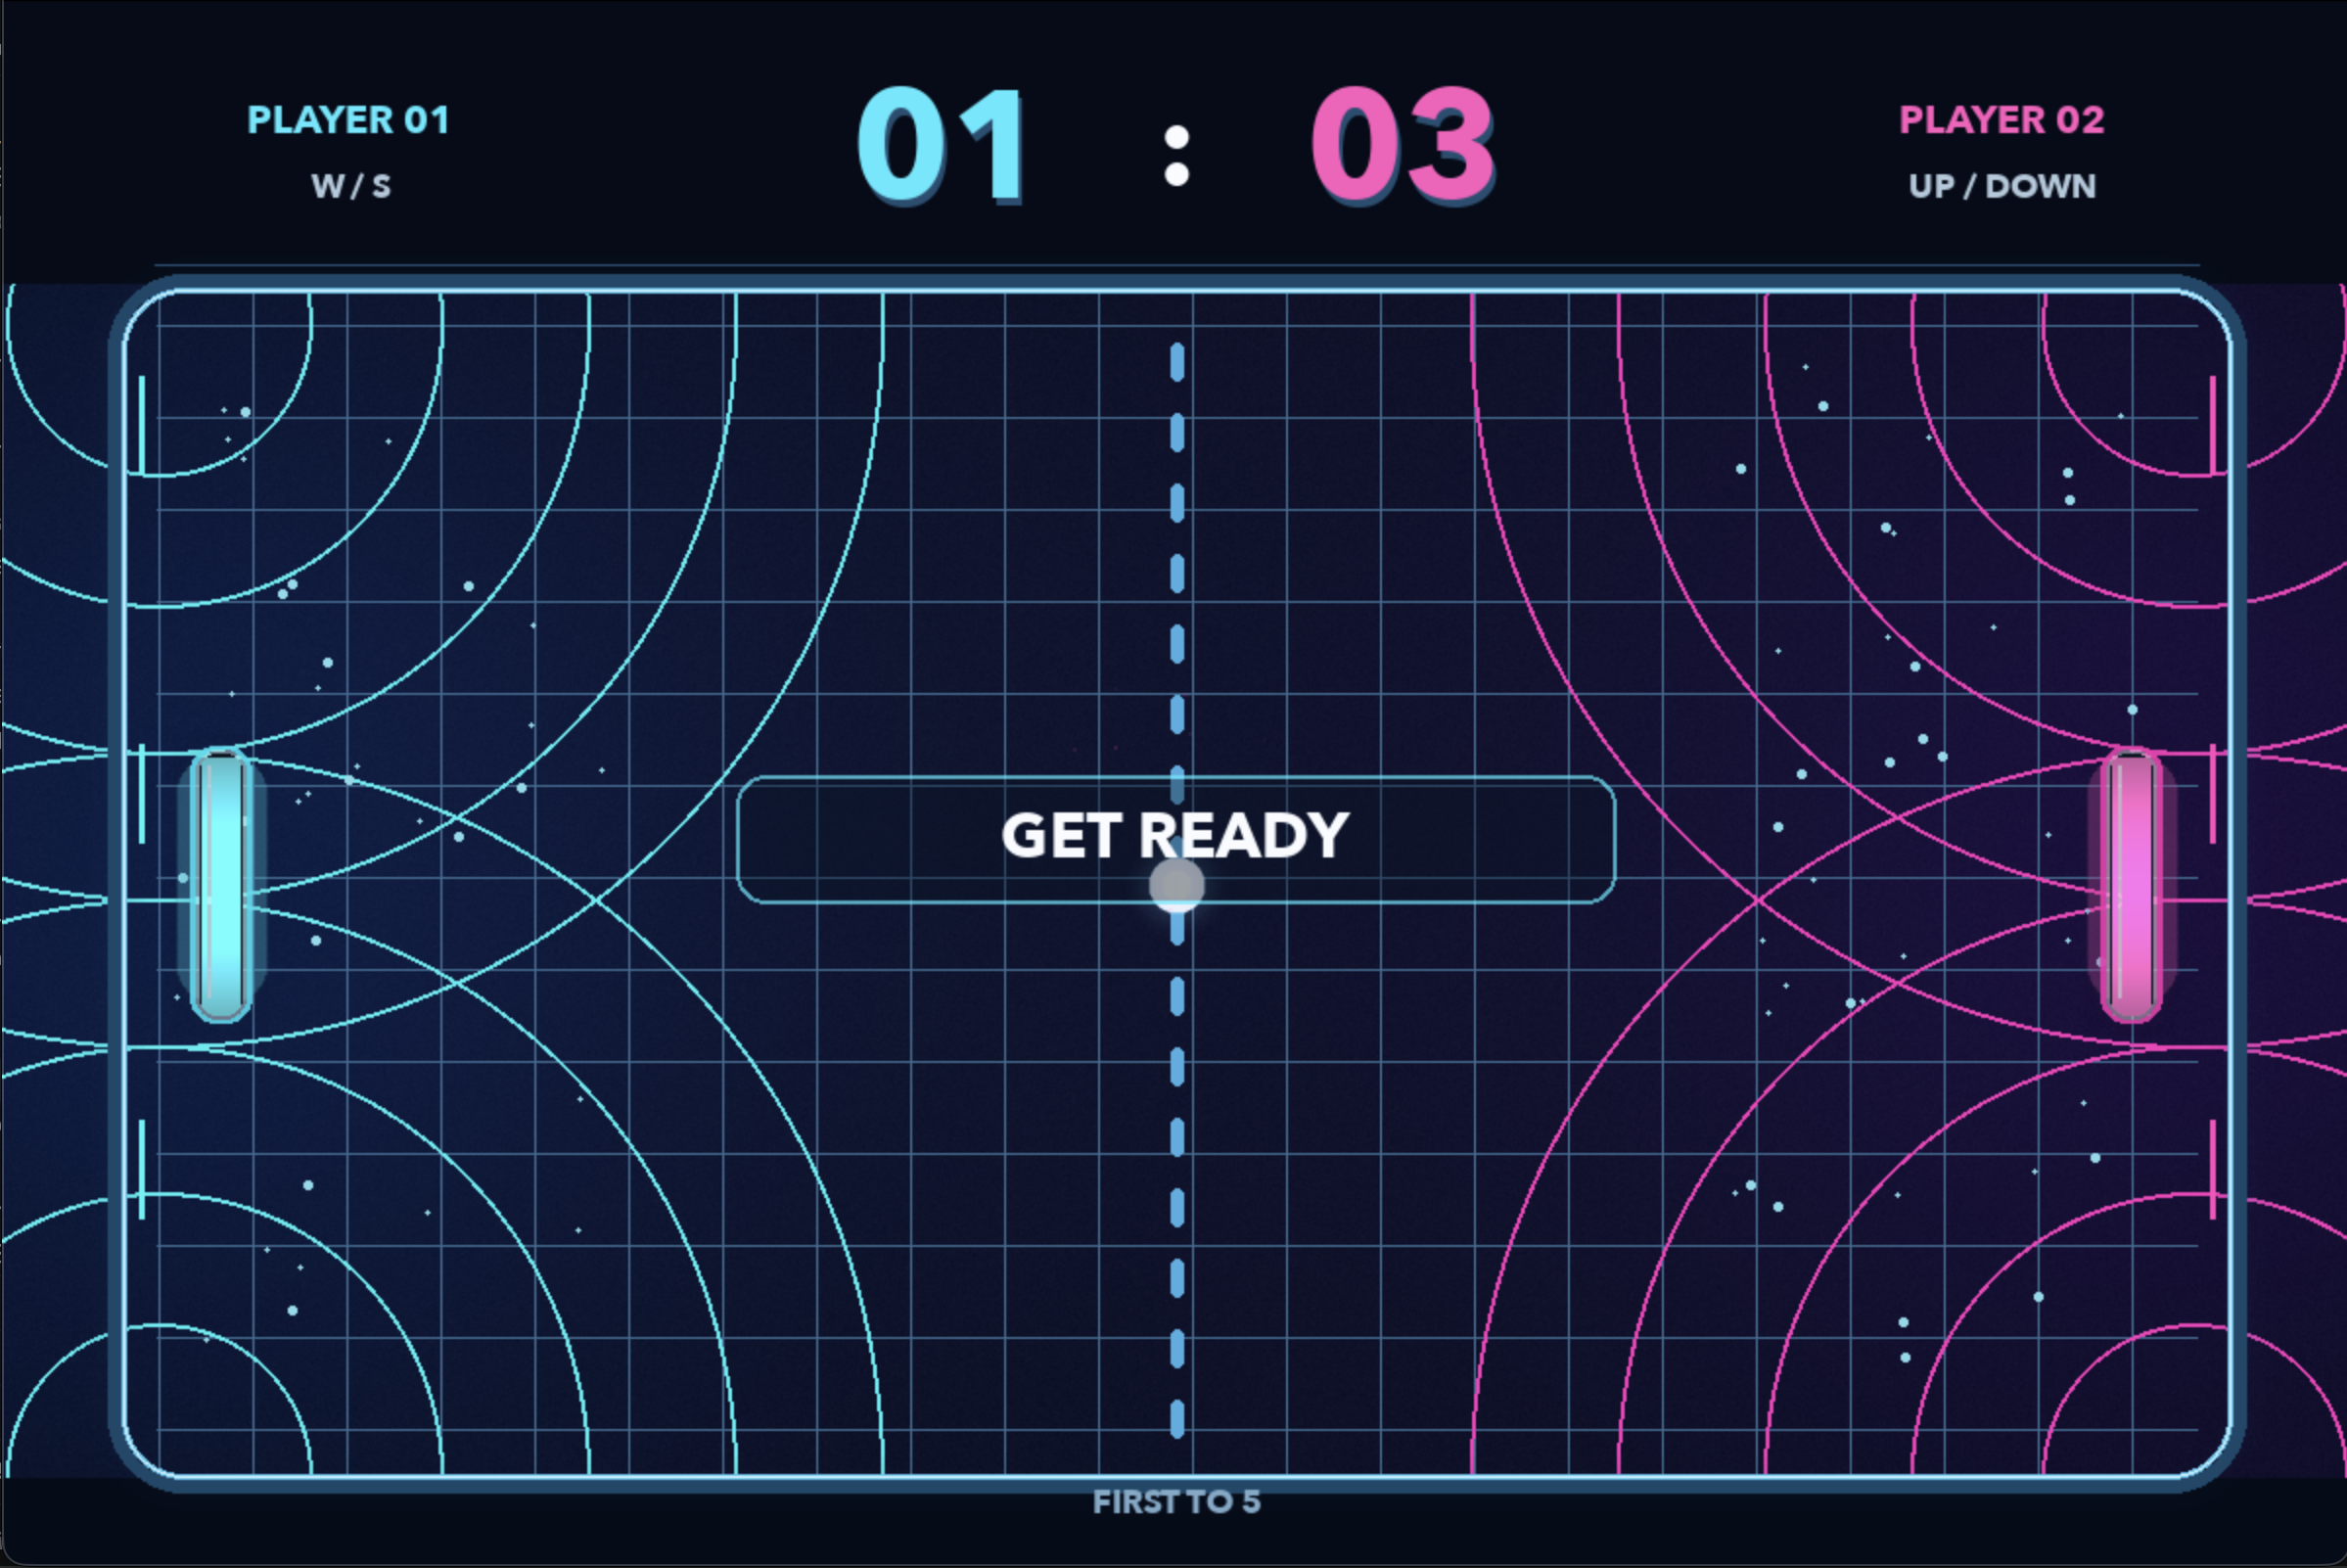 PLAYER 01
W / S
01 : 03
PLAYER 02
UP / DOWN
GET READY
FIRST TO 5